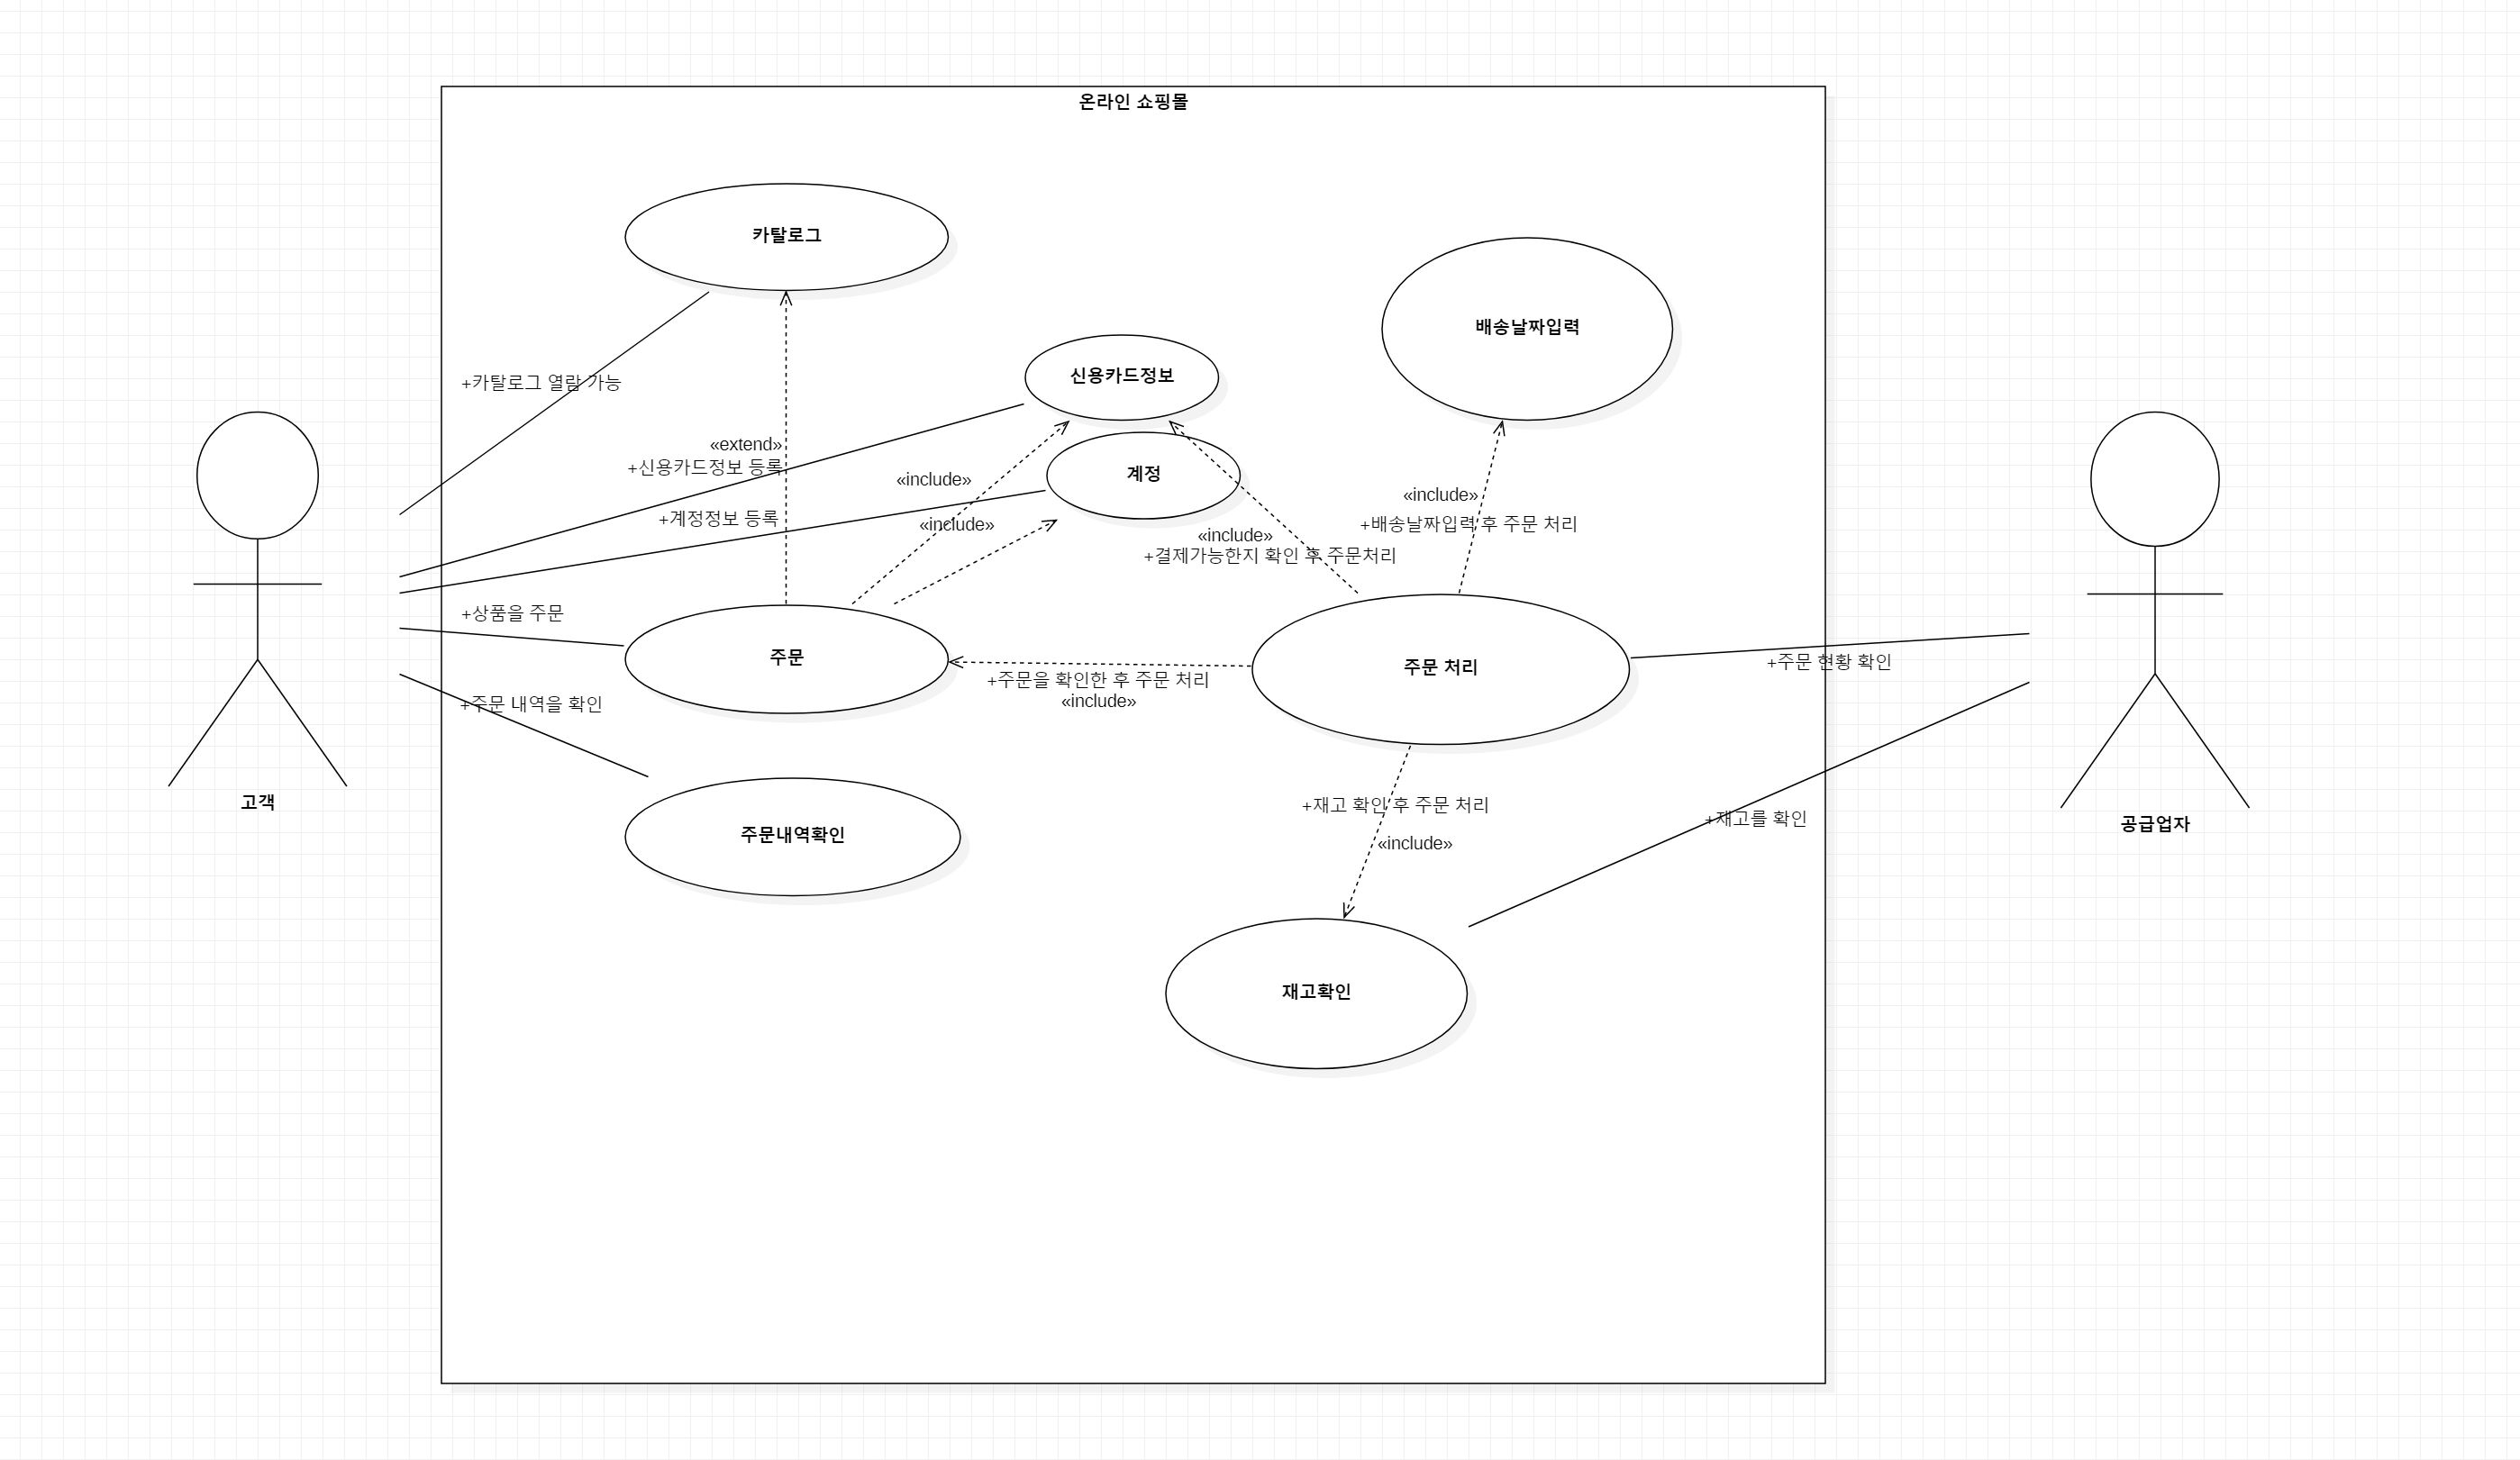 온라인 쇼핑몰
카탈로그
배송날짜입력
신용카드정보
+카탈로그 열람 가능
«extend»
+신용카드정보 등록
계정
«include»
«include»
+계정정보 등록
«include»
+배송날짜입력 후 주문 처리
«include»
+결제가능한지 확인 후 주문처리
+상품을 주문
주문
주문 처리
+주문 현황 확인
+주문을 확인한 후 주문 처리
«include»
+주문 내역을 확인
고객
+재고 확인 후 주문 처리
+재고를 확인
공급업자
주문내역확인
«include»
재고확인